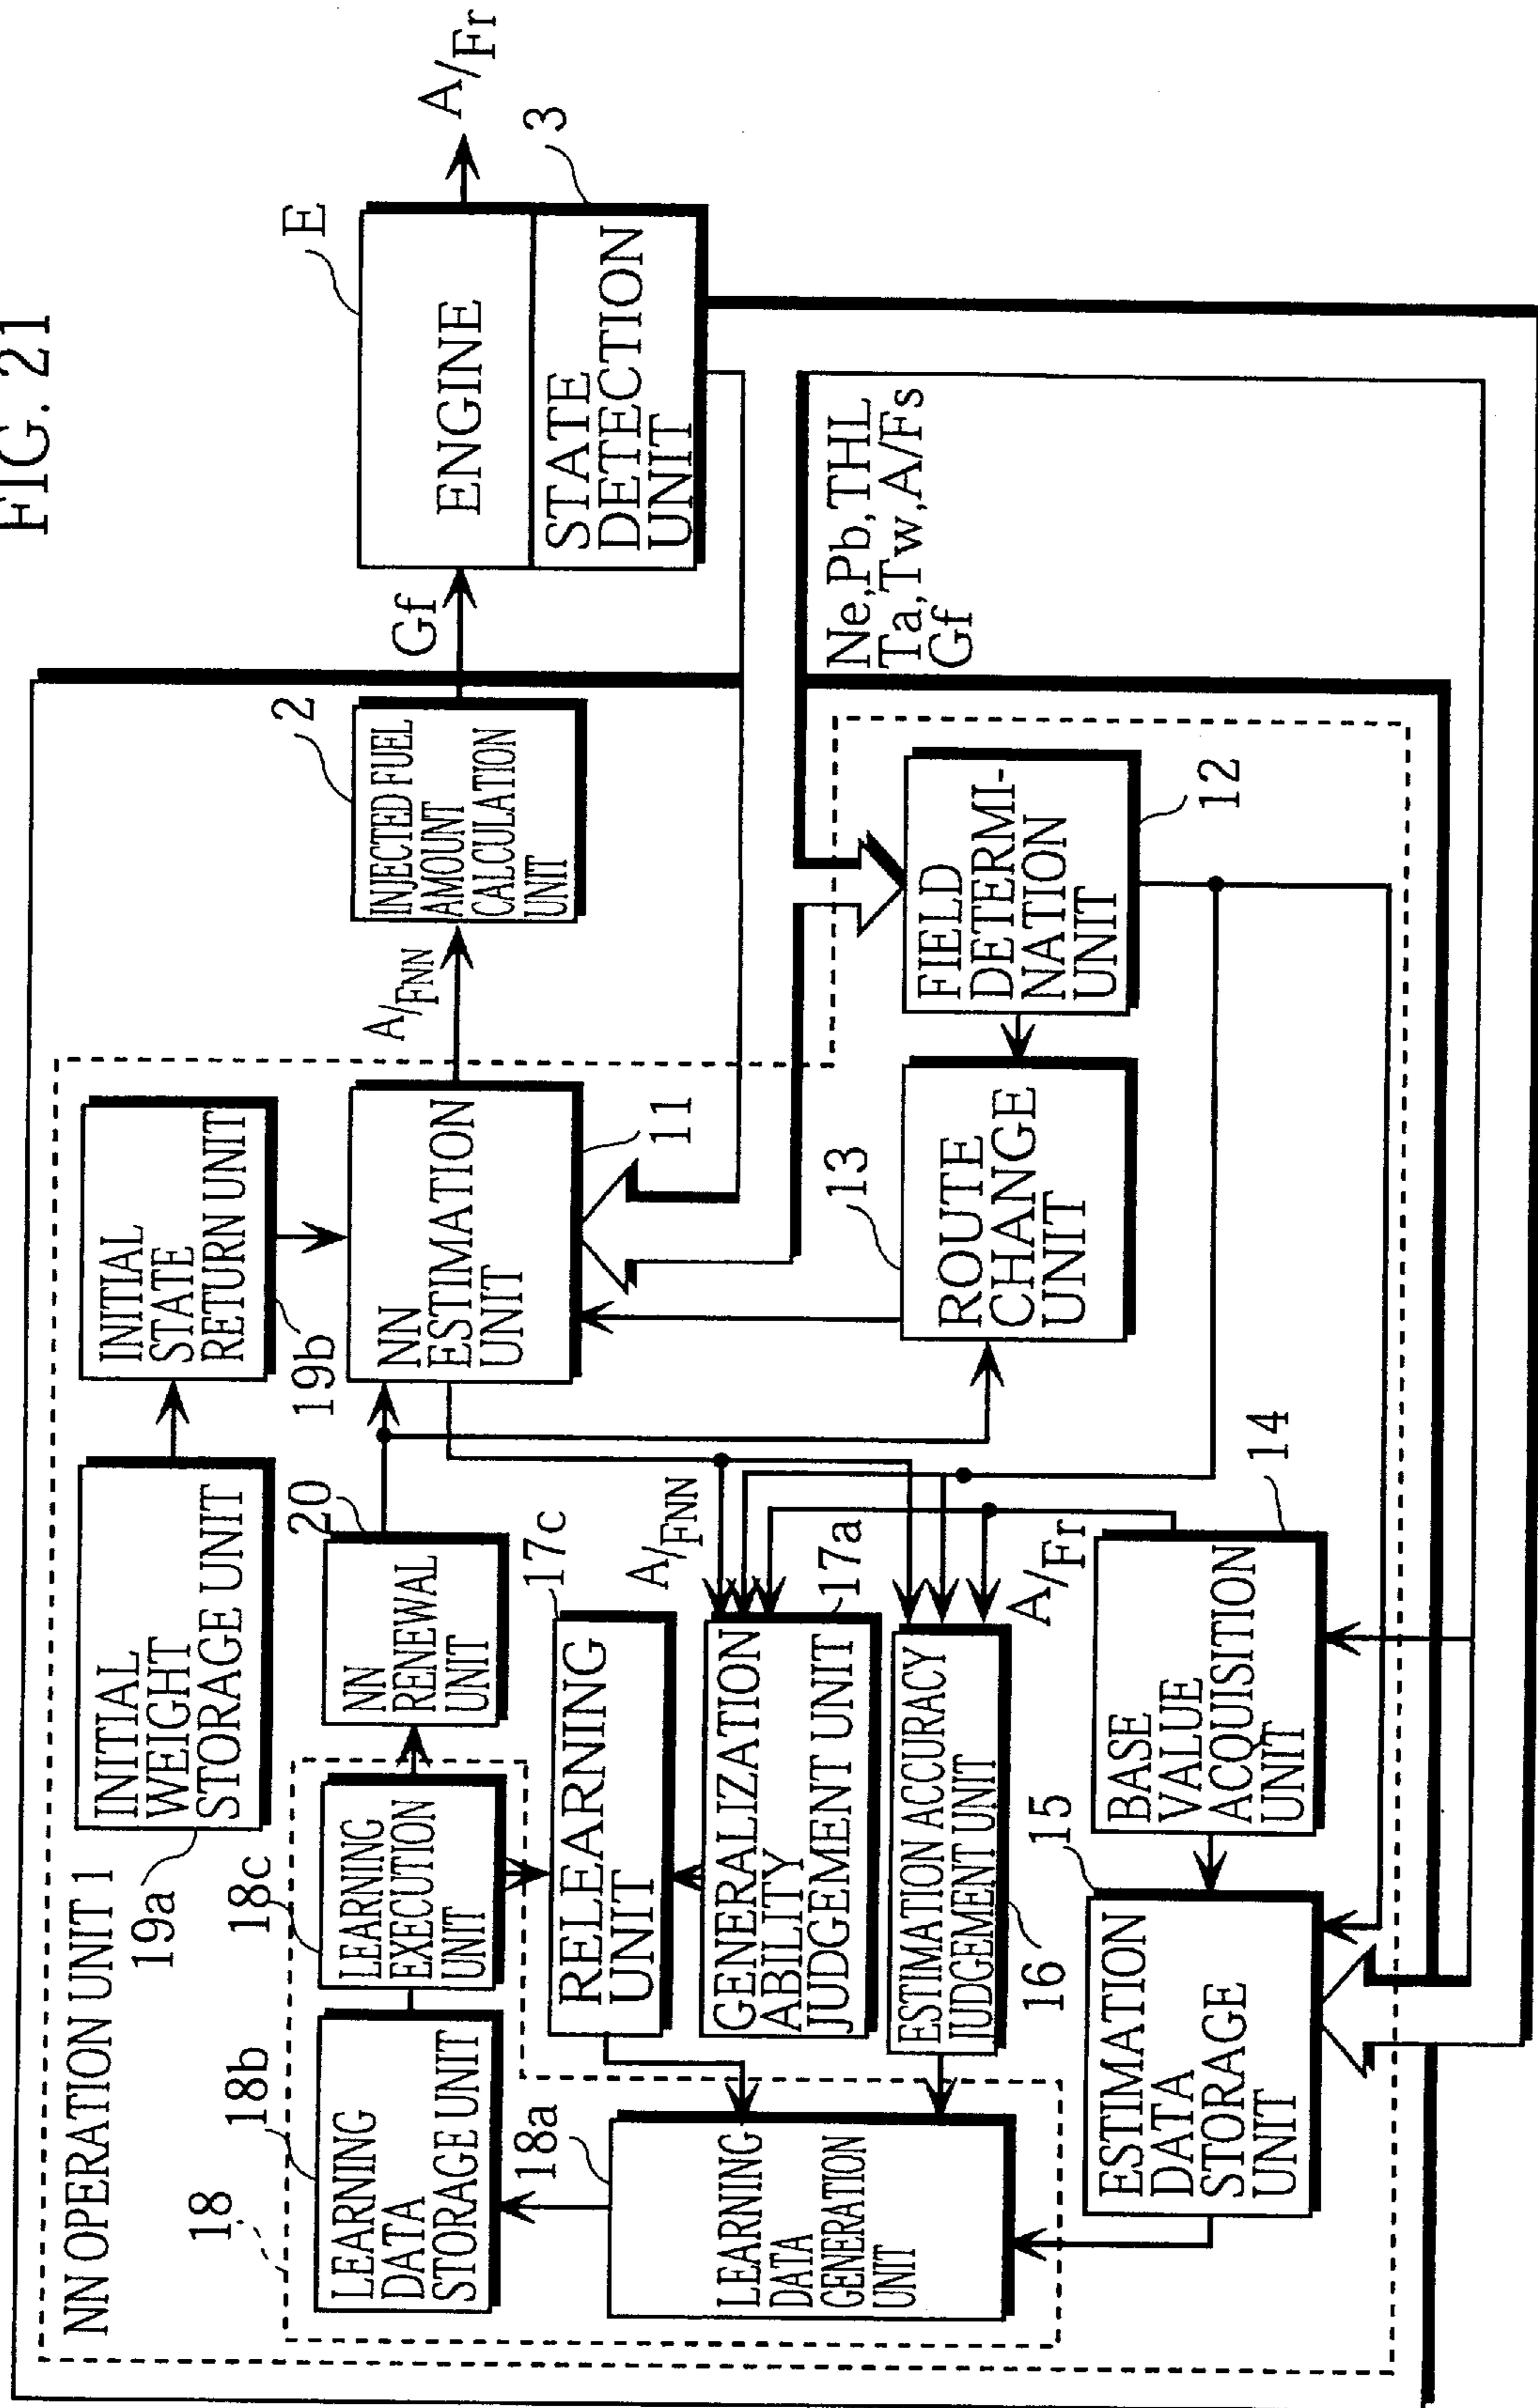 FIG. 21
NN OPERATION UNIT 1
19a
INITIAL
WEIGHT
STORAGE UNIT
INITIAL
STATE
RETURN UNIT
19b
18
18b
LEARNING
DATA
STORAGE UNIT
18c
LEARNING
EXECUTION
UNIT
20
NN
RENEWAL
UNIT
NN
ESTIMATION
UNIT
11
A/FNN
2
INJECTED FUEL
AMOUNT
CALCULATION
UNIT
Gf
E
ENGINE
STATE
DETECTION
UNIT
3
A/Fr
18a
LEARNING
DATA
GENERATION
UNIT
17c
RELEARNING
UNIT
A/FNN
GENERALIZATION
ABILITY
JUDGEMENT UNIT
17a
ESTIMATION ACCURACY
JUDGEMENT UNIT
16
A/Fr
13
ROUTE
CHANGE
UNIT
FIELD
DETERMI-
NATION
UNIT
12
Ne,Pb,THL
Ta,Tw,A/Fs
Gf
15
ESTIMATION
DATA
STORAGE
UNIT
BASE
VALUE
ACQUISITION
UNIT
14